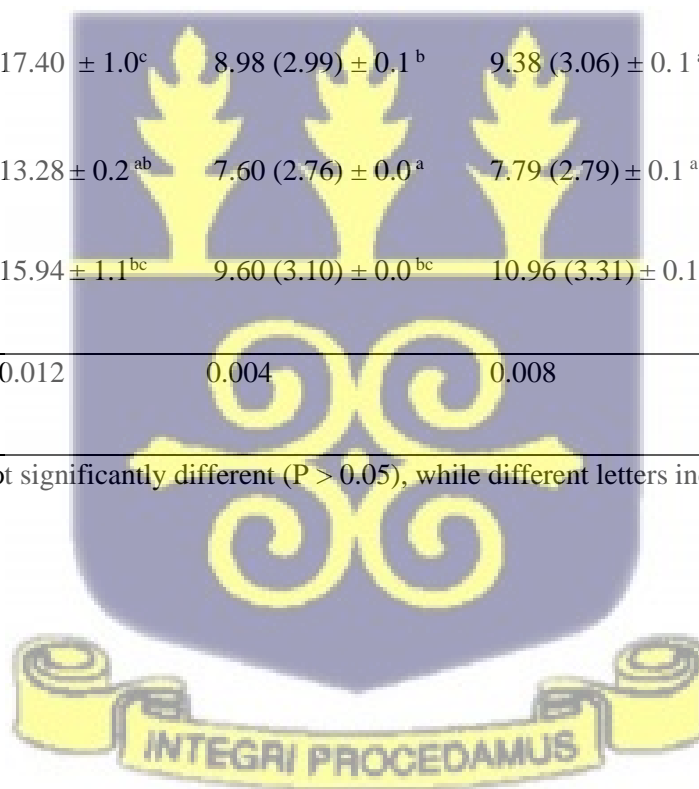 17.40 ± 1.0ᶜ 8.98 (2.99) ± 0.1 ᵇ 9.38 (3.06) ± 0. 1
13.28 ± 0.2 ᵃᵇ 7.60 (2.76) ± 0.0 ᵃ 7.79 (2.79) ± 0.1 ᵃ
15.94 ± 1.1ᵇᶜ 9.60 (3.10) ± 0.0 ᵇᶜ 10.96 (3.31) ± 0.1
0.012 0.004 0.008
significantly different (P > 0.05), while different letters
INTEGRI PROCEDAMUS